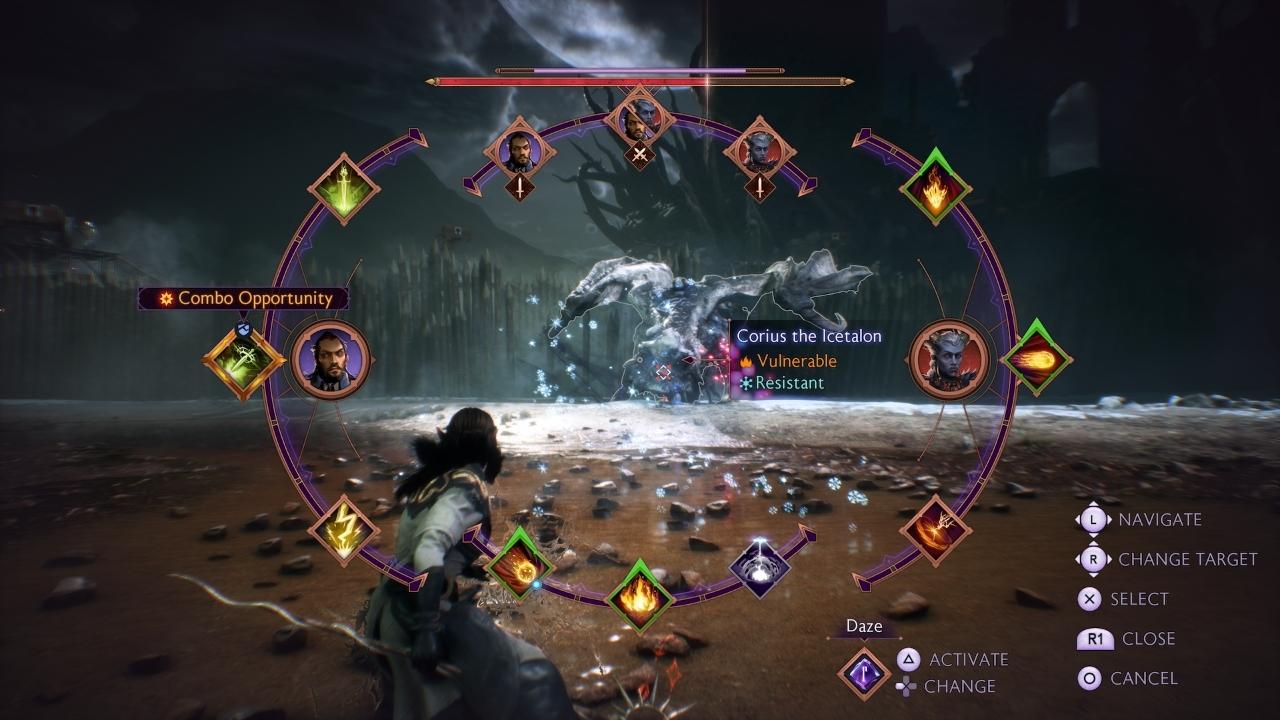 Combo Opportunity
Corius the Icetalon
Vulnerable
Resistant
L NAVIGATE
R CHANGE TARGET
SELECT
R1 CLOSE
CANCEL
Daze
ACTIVATE
CHANGE